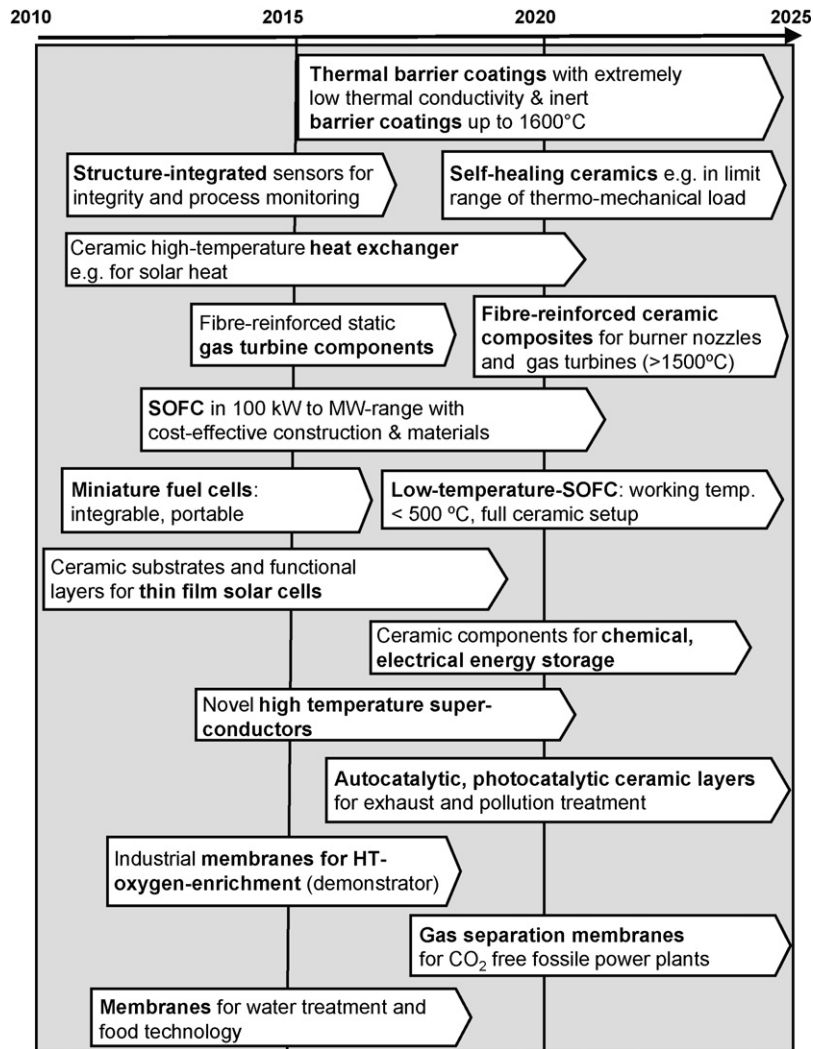 2010 2015 2020 2025
Thermal barrier coatings with extremely
low thermal conductivity & inert
barrier coatings up to 1600°C
Structure-integrated sensors for
integrity and process monitoring
Self-healing ceramics e.g. in limit
range of thermo-mechanical load
Ceramic high-temperature heat exchanger
e.g. for solar heat
Fibre-reinforced static
gas turbine components
Fibre-reinforced ceramic
composites for burner nozzles
and gas turbines (>1500ºC)
SOFC in 100 kW to MW-range with
cost-effective construction & materials
Miniature fuel cells:
integrable, portable
Low-temperature-SOFC: working temp.
< 500 ºC, full ceramic setup
Ceramic substrates and functional
layers for thin film solar cells
Ceramic components for chemical,
electrical energy storage
Novel high temperature super-
conductors
Autocatalytic, photocatalytic ceramic layers
for exhaust and pollution treatment
Industrial membranes for HT-
oxygen-enrichment (demonstrator)
Gas separation membranes
for CO₂ free fossile power plants
Membranes for water treatment and
food technology